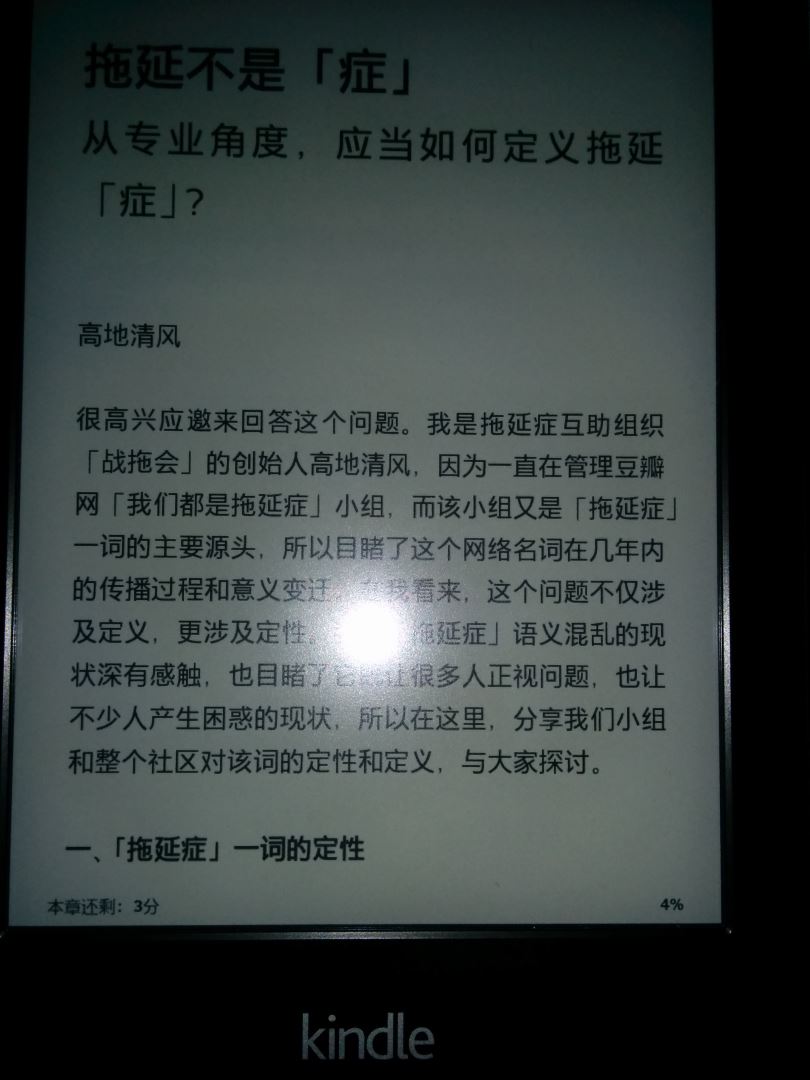 拖延不是「症」
从专业角度，应当如何定义拖延
「症」？
高地清风
很高兴应邀来回答这个问题。我是拖延症互助组织
「战拖会」的创始人高地清风，因为一直在管理豆瓣
网「我们都是拖延症」小组，而该小组又是「拖延症」
一词的主要源头，所以目睹了这个网络名词在几年内
的传播过程和意义变迁。在我看来，这个问题不仅涉
及定义，更涉及定性。拖延症」语义混乱的现
状深有感触，也目睹了它让很多人正视问题，也让
不少人产生困惑的现状，所以在这里，分享我们小组
和整个社区对该词的定性和定义，与大家探讨。
一、「拖延症」一词的定性
本章还剩：3分
4%
kindle